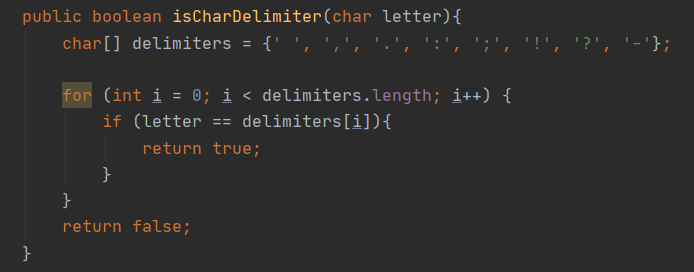 public boolean isCharDelimiter(char letter){
    char[] delimiters = {' ', ',', '.', ':', ';', '!', '?', '-'};
    for (int i = 0; i < delimiters.length; i++) {
        if (letter == delimiters[i]){
            return true;
        }
    }
    return false;
}